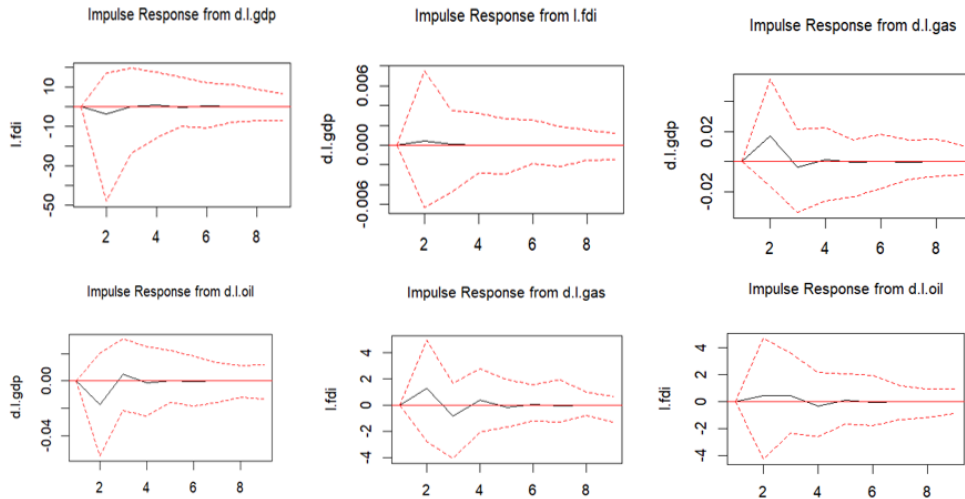 Impulse Response from d.l.gdp
l.fdi
10
-10
-30
-50
2 4 6 8
Impulse Response from l.fdi
d.l.gdp
0.006
0.000
-0.006
2 4 6 8
Impulse Response from d.l.gas
d.l.gdp
0.02
-0.02
2 4 6 8
Impulse Response from d.l.oil
d.l.gdp
0.00
-0.04
2 4 6 8
Impulse Response from d.l.gas
l.fdi
4
2
0
-2
-4
2 4 6 8
Impulse Response from d.l.oil
l.fdi
4
2
0
-2
-4
2 4 6 8